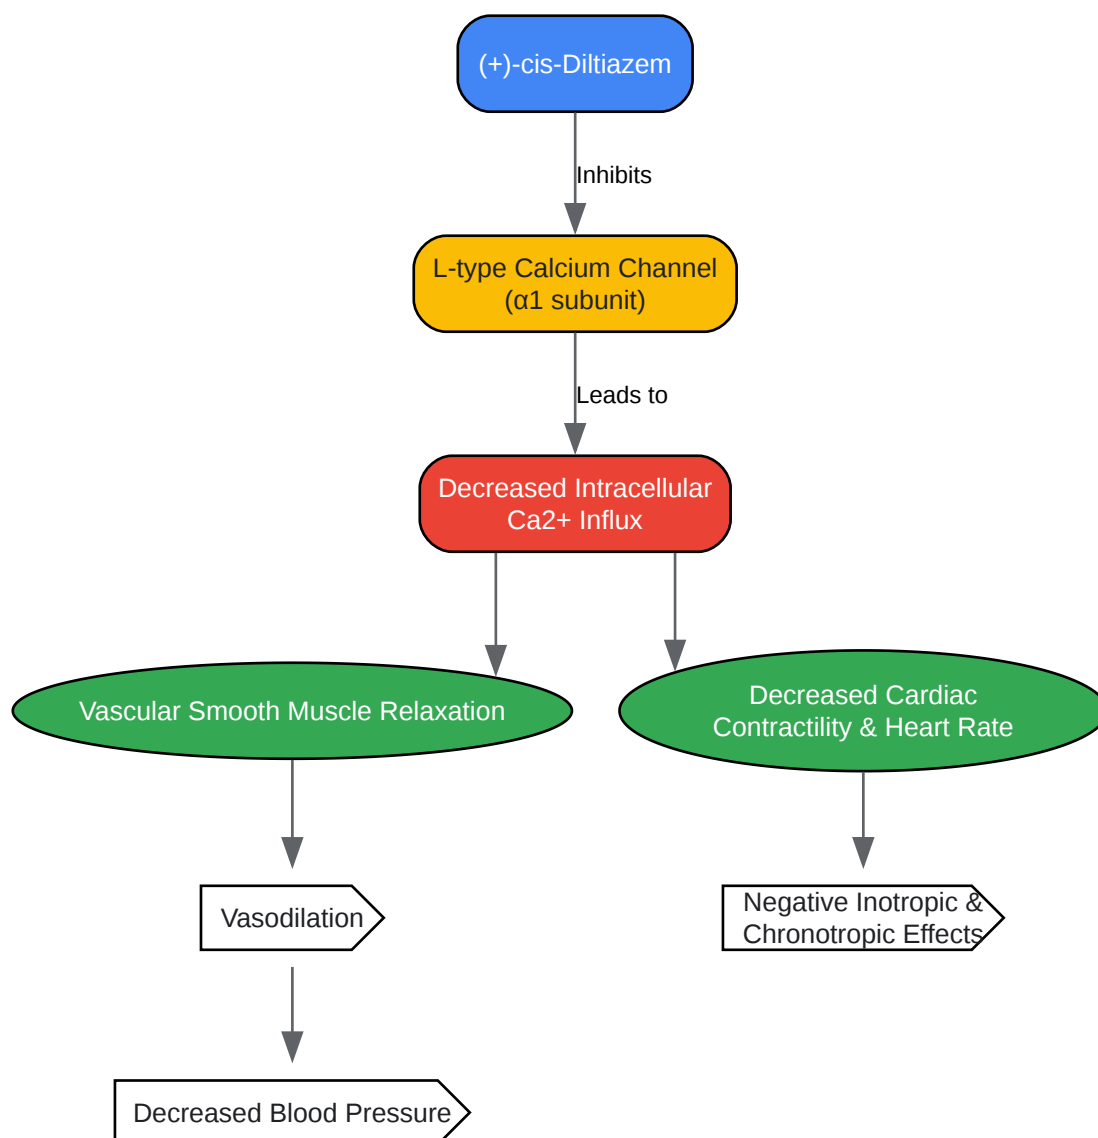 (+)-cis-Diltiazem
Inhibits
L-type Calcium Channel
(α1 subunit)
Leads to
Decreased Intracellular
Ca2+ Influx
Vascular Smooth Muscle Relaxation
Decreased Cardiac
Contractility & Heart Rate
Vasodilation
Negative Inotropic &
Chronotropic Effects
Decreased Blood Pressure